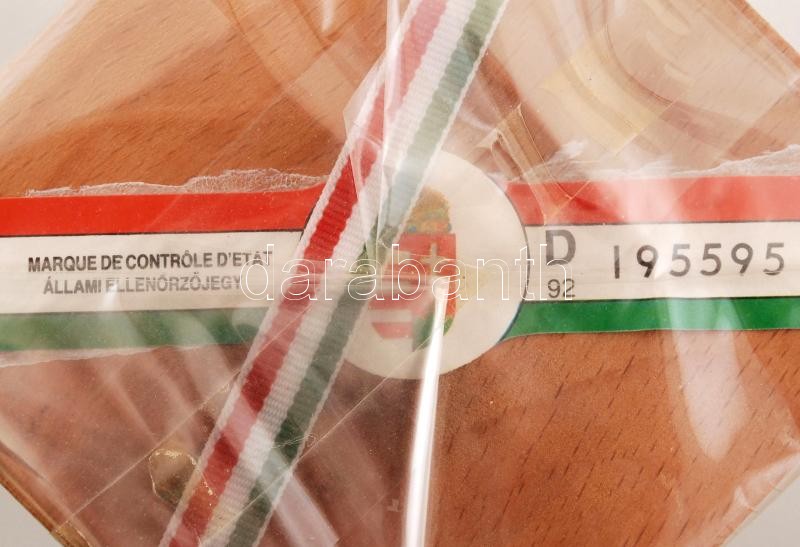 MARQUE DE CONTRÔLE D'ETAT
ÁLLAMI ELLENŐRZŐJEGY
D 195595
92
darabanth